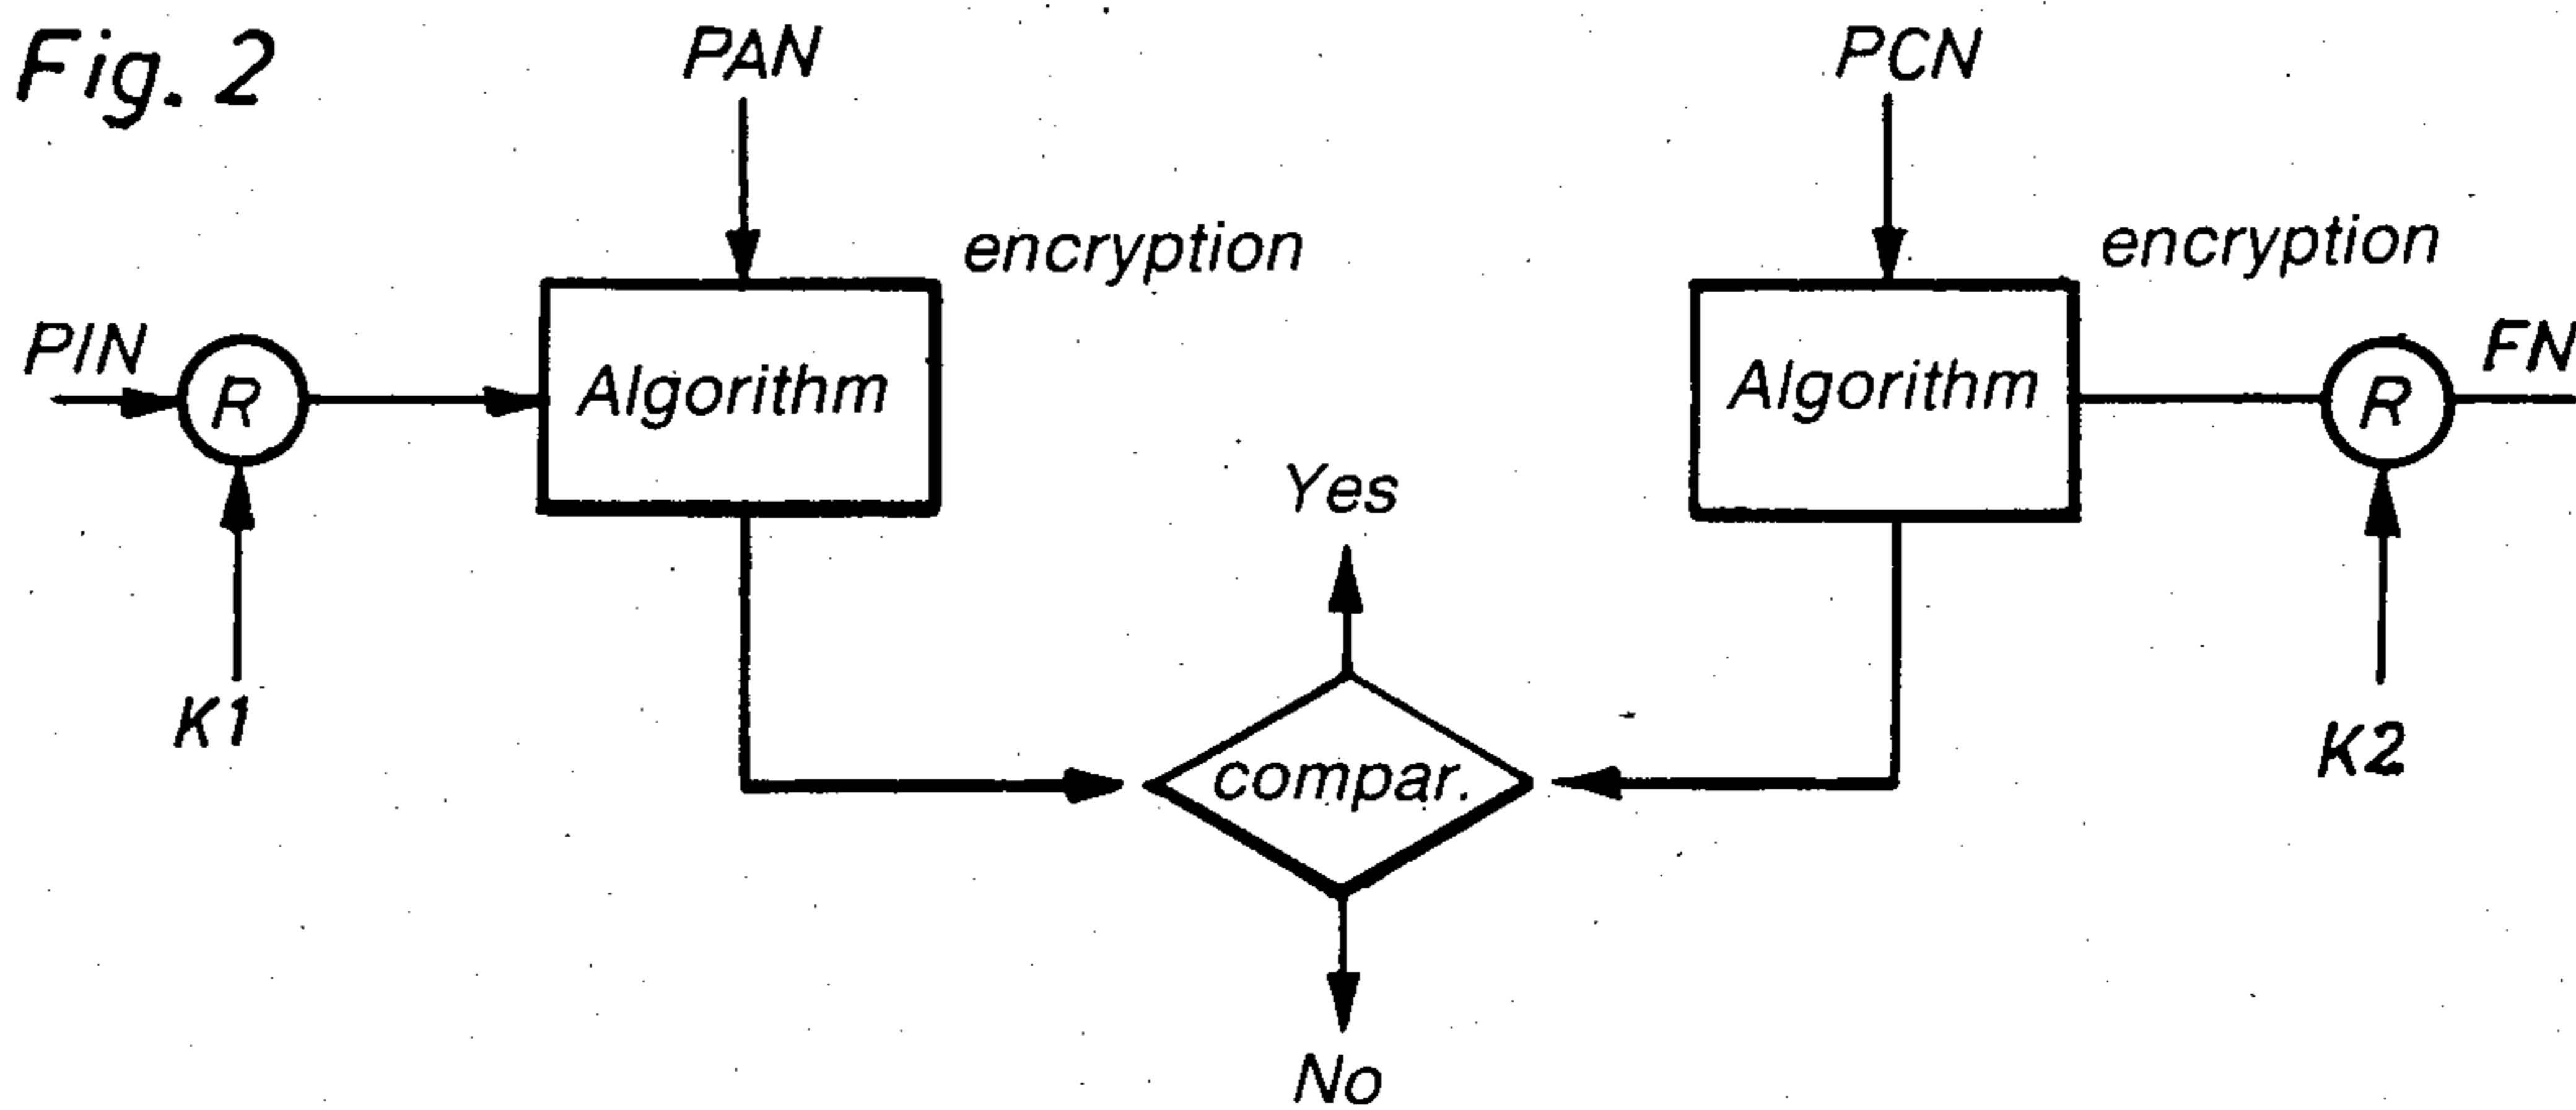 Fig. 2
PAN
PCN
encryption
encryption
PIN
R
Algorithm
Algorithm
R
FN
Yes
K1
K2
compar.
No